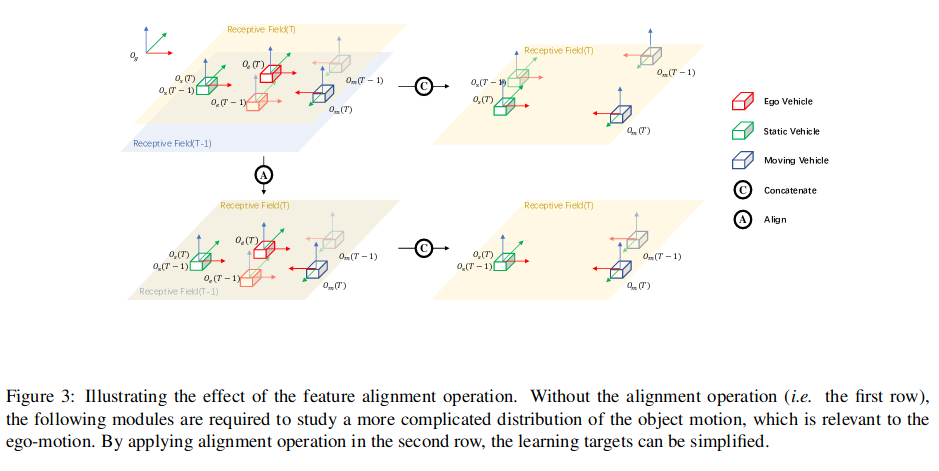 Receptive Field(T)
O_g
O_e(T)
O_s(T)
O_s(T-1)
O_e(T-1)
O_m(T-1)
O_m(T)
Receptive Field(T-1)
C
Receptive Field(T)
O_s(T-1)
O_s(T)
O_m(T-1)
O_m(T)
A
Receptive Field(T)
O_e(T)
O_s(T)
O_s(T-1)
O_e(T-1)
O_m(T-1)
O_m(T)
Receptive Field(T-1)
C
Receptive Field(T)
O_s(T)
O_s(T-1)
O_m(T-1)
O_m(T)
Ego Vehicle
Static Vehicle
Moving Vehicle
C Concatenate
A Align
Figure 3: Illustrating the effect of the feature alignment operation. Without the alignment operation (i.e. the first row),
the following modules are required to study a more complicated distribution of the object motion, which is relevant to the
ego-motion. By applying alignment operation in the second row, the learning targets can be simplified.